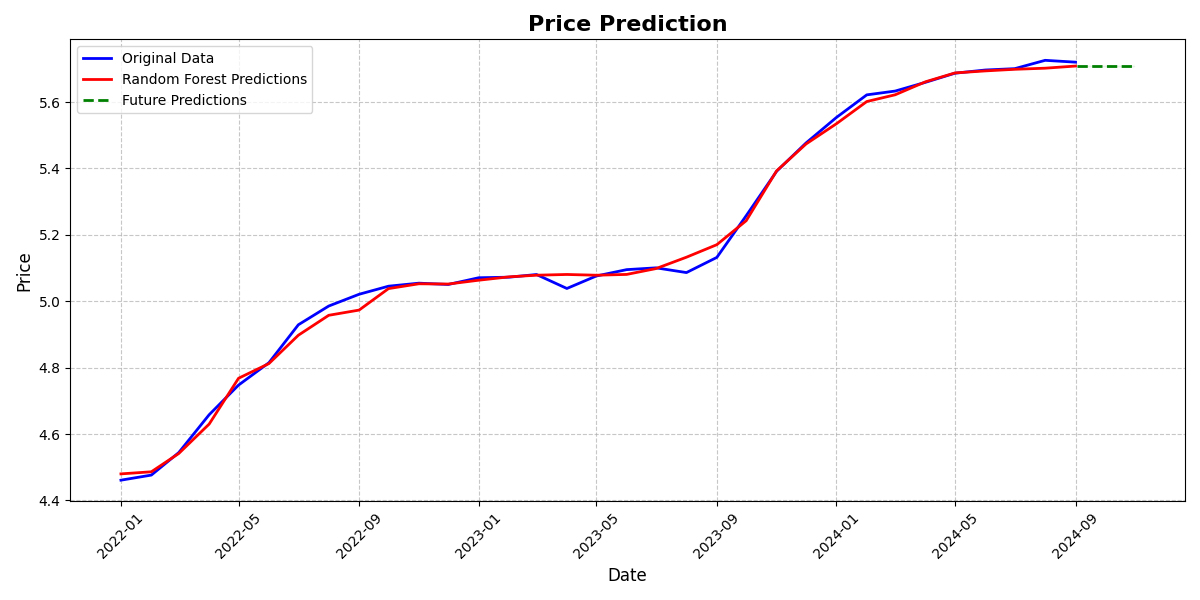 Price Prediction
Original Data
Random Forest Predictions
Future Predictions
Price
5.6
5.4
5.2
5.0
4.8
4.6
4.4
2022-01
2022-05
2022-09
2023-01
2023-05
2023-09
2024-01
2024-05
2024-09
Date